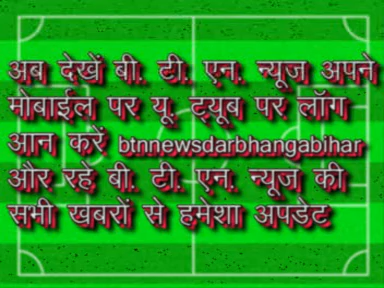 अब देखें बी. टी. एन. न्यूज अपने
मोबाईल पर यू. ट्यूब पर लॉग
आन करें btnnewsdarbhangabihar
और रहे बी. टी. एन. न्यूज की
सभी खबरों से हमेशा अपडैट